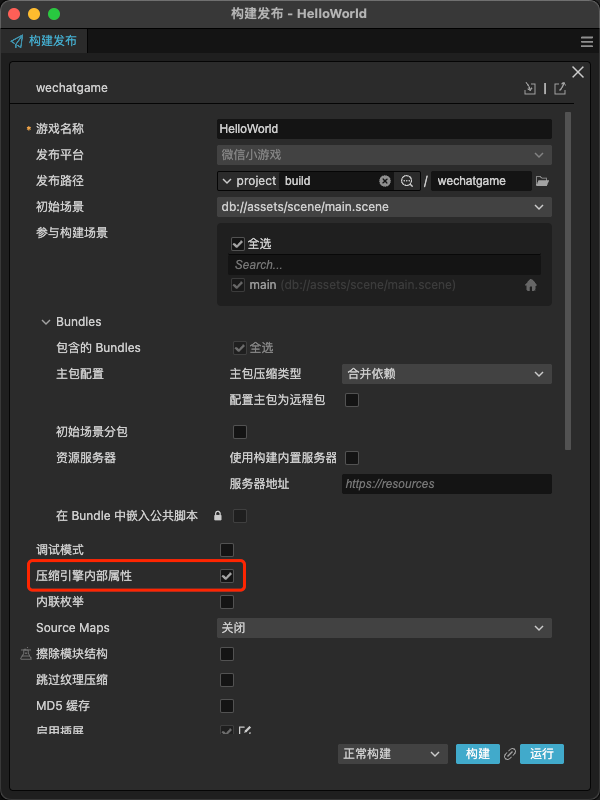 构建发布 - HelloWorld
构建发布
wechatgame
游戏名称 HelloWorld
发布平台 微信小游戏
发布路径 project build / wechatgame
初始场景 db://assets/scene/main.scene
参与构建场景
全选
Search...
main (db://assets/scene/main.scene)
Bundles
包含的 Bundles 全选
主包配置 主包压缩类型 合并依赖
配置主包为远程包
初始场景分包
资源服务器 使用构建内置服务器
服务器地址 https://resources
在 Bundle 中嵌入公共脚本
调试模式
压缩引擎内部属性
内联枚举
Source Maps 关闭
擦除模块结构
跳过纹理压缩
MD5 缓存
启用插屏
正常构建 构建 运行